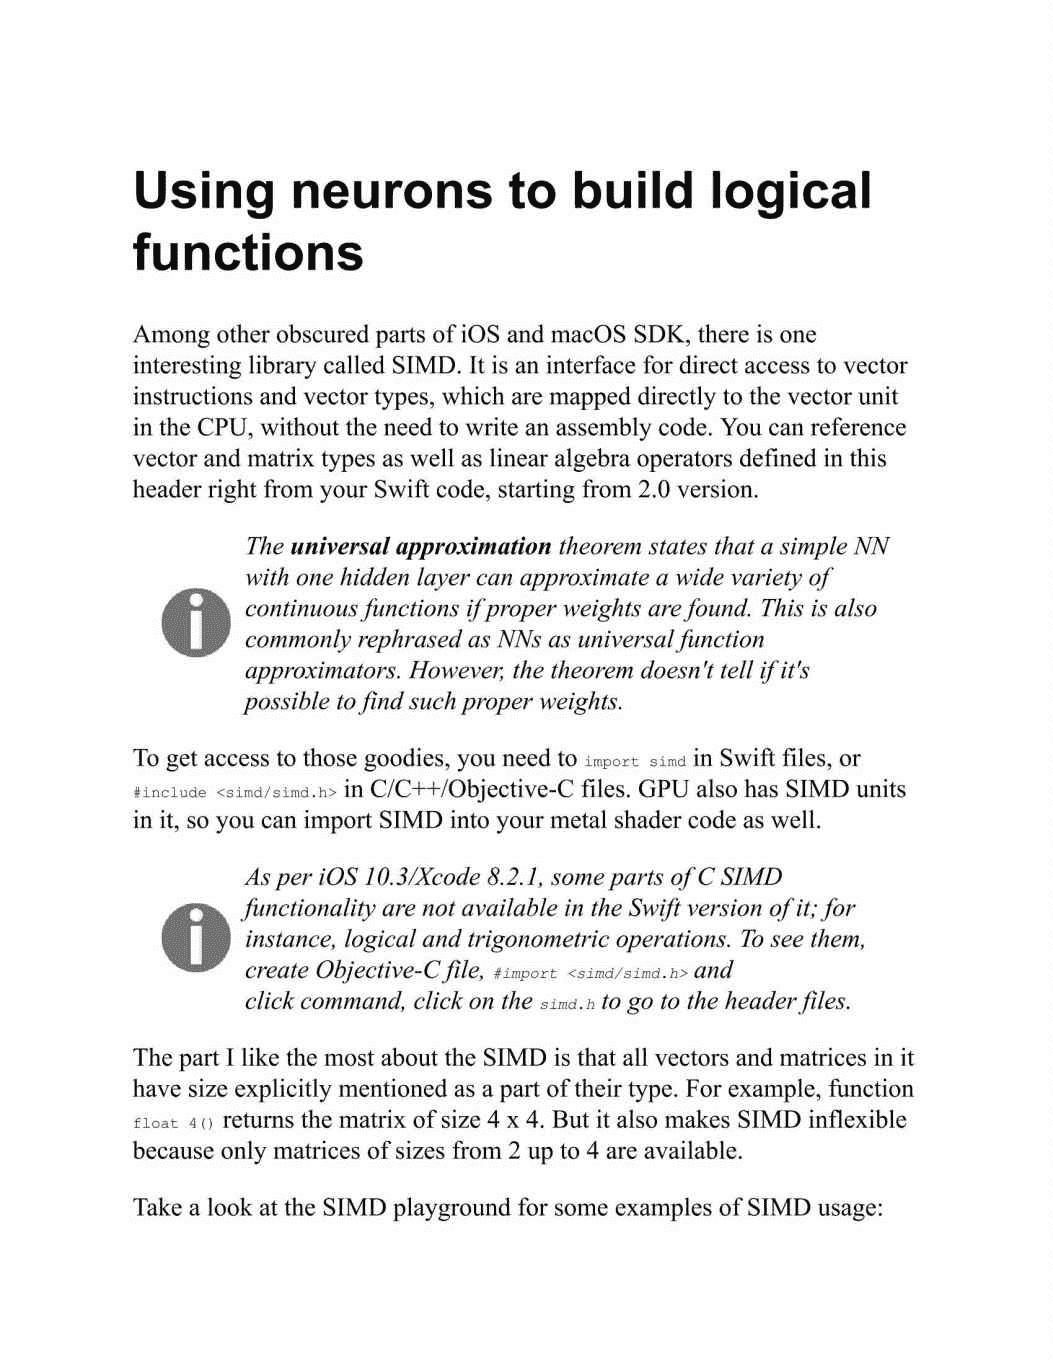 Using neurons to build logical
functions
Among other obscured parts of iOS and macOS SDK, there is one
interesting library called SIMD. It is an interface for direct access to vector
instructions and vector types, which are mapped directly to the vector unit
in the CPU, without the need to write an assembly code. You can reference
vector and matrix types as well as linear algebra operators defined in this
header right from your Swift code, starting from 2.0 version.
The universal approximation theorem states that a simple NN
with one hidden layer can approximate a wide variety of
continuous functions if proper weights are found. This is also
commonly rephrased as NNs as universal function
approximators. However, the theorem doesn't tell if it's
possible to find such proper weights.
To get access to those goodies, you need to import simd in Swift files, or
#include <simd/simd.h> in C/C++/Objective-C files. GPU also has SIMD units
in it, so you can import SIMD into your metal shader code as well.
As per iOS 10.3/Xcode 8.2.1, some parts of C SIMD
functionality are not available in the Swift version of it; for
instance, logical and trigonometric operations. To see them,
create Objective-C file, #import <simd/simd.h> and
click command, click on the simd.h to go to the header files.
The part I like the most about the SIMD is that all vectors and matrices in it
have size explicitly mentioned as a part of their type. For example, function
float 4() returns the matrix of size 4 x 4. But it also makes SIMD inflexible
because only matrices of sizes from 2 up to 4 are available.
Take a look at the SIMD playground for some examples of SIMD usage: